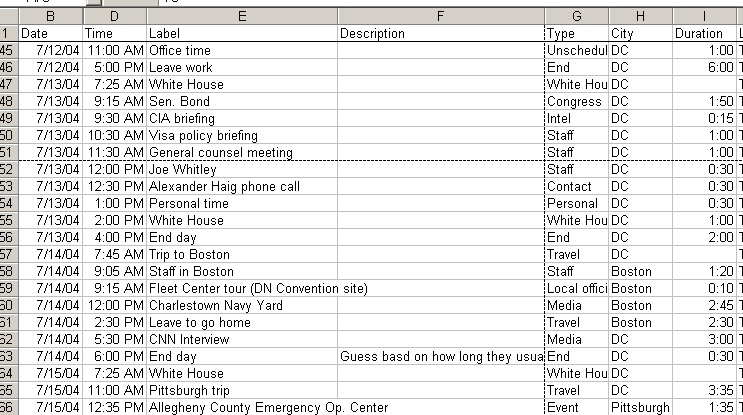 B D E F G H I
1 Date Time Label Description Type City Duration
45 7/12/04 11:00 AM Office time Unschedul DC 1:00
46 7/12/04 5:00 PM Leave work End DC 6:00
47 7/13/04 7:25 AM White House White Hou DC
48 7/13/04 9:15 AM Sen. Bond Congress DC 1:50
49 7/13/04 9:30 AM CIA briefing Intel DC 0:15
50 7/13/04 10:30 AM Visa policy briefing Staff DC 1:00
51 7/13/04 11:30 AM General counsel meeting Staff DC 1:00
52 7/13/04 12:00 PM Joe Whitley Staff DC 0:30
53 7/13/04 12:30 PM Alexander Haig phone call Contact DC 0:30
54 7/13/04 1:00 PM Personal time Personal DC 0:30
55 7/13/04 2:00 PM White House White Hou DC 1:00
56 7/13/04 4:00 PM End day End DC 2:00
57 7/14/04 7:45 AM Trip to Boston Travel DC
58 7/14/04 9:05 AM Staff in Boston Staff Boston 1:20
59 7/14/04 9:15 AM Fleet Center tour (DN Convention site) Local offici Boston 0:10
60 7/14/04 12:00 PM Charlestown Navy Yard Media Boston 2:45
61 7/14/04 2:30 PM Leave to go home Travel Boston 2:30
62 7/14/04 5:30 PM CNN Interview Media DC 3:00
63 7/14/04 6:00 PM End day Guess basd on how long they usua End DC 0:30
64 7/15/04 7:25 AM White House White Hou DC
65 7/15/04 11:00 AM Pittsburgh trip Travel DC 3:35
66 7/15/04 12:35 PM Allegheny County Emergency Op. Center Event Pittsburgh 1:35